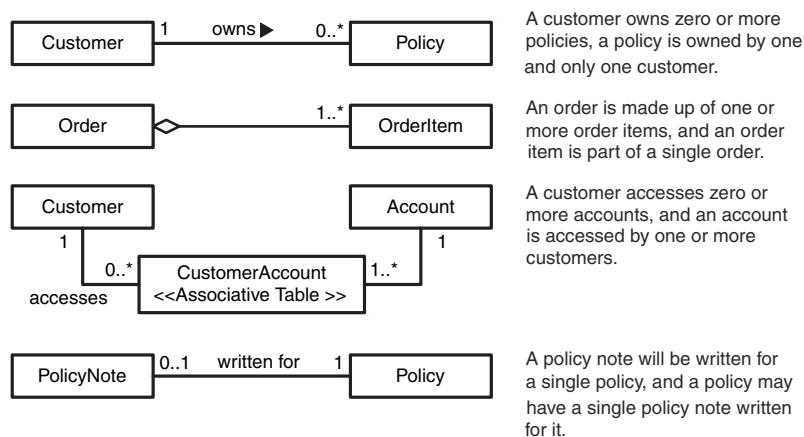 Customer
1
owns
0..*
Policy
A customer owns zero or more
policies, a policy is owned by one
and only one customer.
Order
1..*
OrderItem
An order is made up of one or
more order items, and an order
item is part of a single order.
Customer
Account
1
1
0..*
CustomerAccount
<<Associative Table >>
1..*
accesses
A customer accesses zero or
more accounts, and an account
is accessed by one or more
customers.
PolicyNote
0..1
written for
1
Policy
A policy note will be written for
a single policy, and a policy may
have a single policy note written
for it.